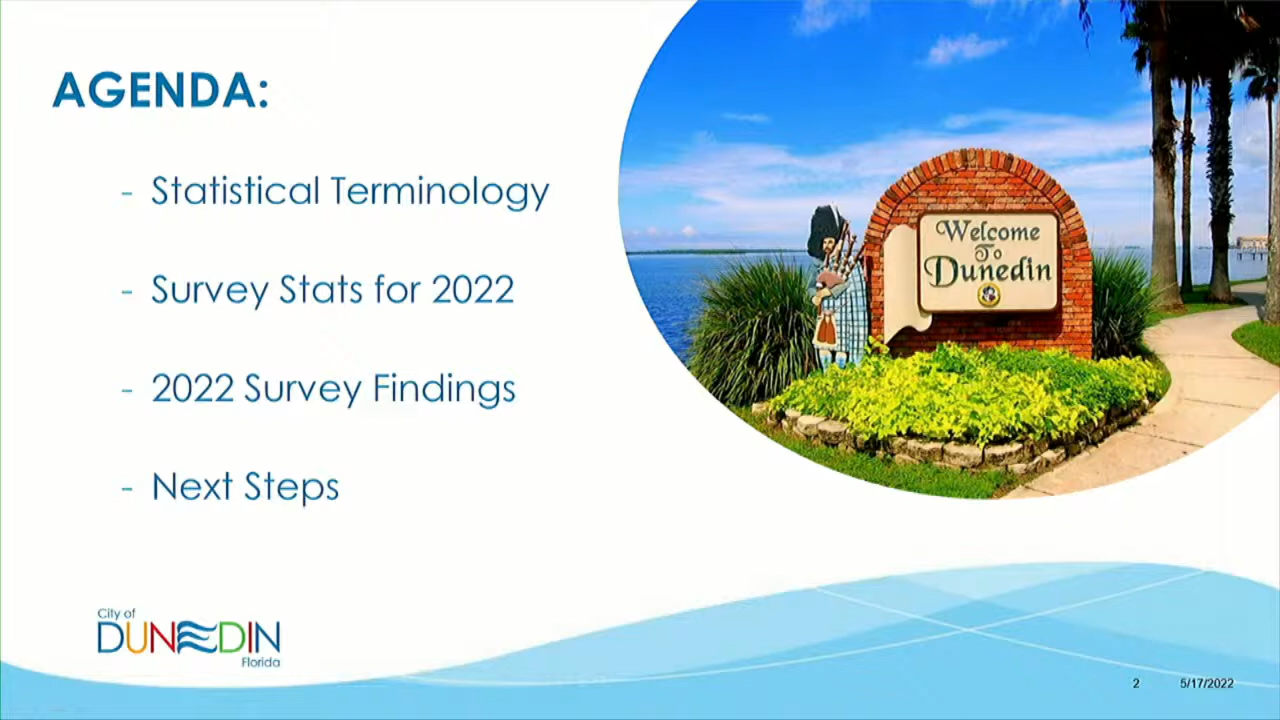 AGENDA:
- Statistical Terminology
- Survey Stats for 2022
- 2022 Survey Findings
- Next Steps
Welcome
To
Dunedin
City of
DUNEDIN
Florida
2 5/17/2022